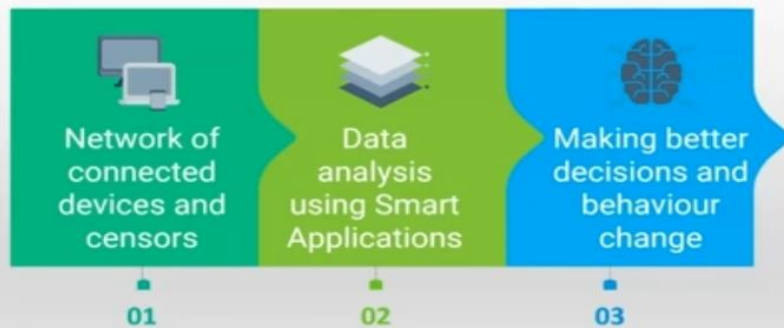 Network of
connected
devices and
censors
Data
analysis
using Smart
Applications
Making better
decisions and
behaviour
change
01
02
03